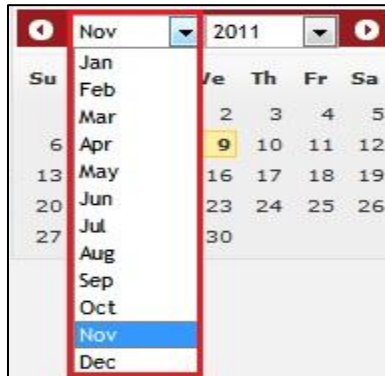 Nov 2011
Su Jan /e Th Fr Sa
Feb
Mar 2 3 4 5
6 Apr 9 10 11 12
13 May 16 17 18 19
20 Jun 23 24 25 26
27 Jul 30
Aug
Sep
Oct
Nov
Dec